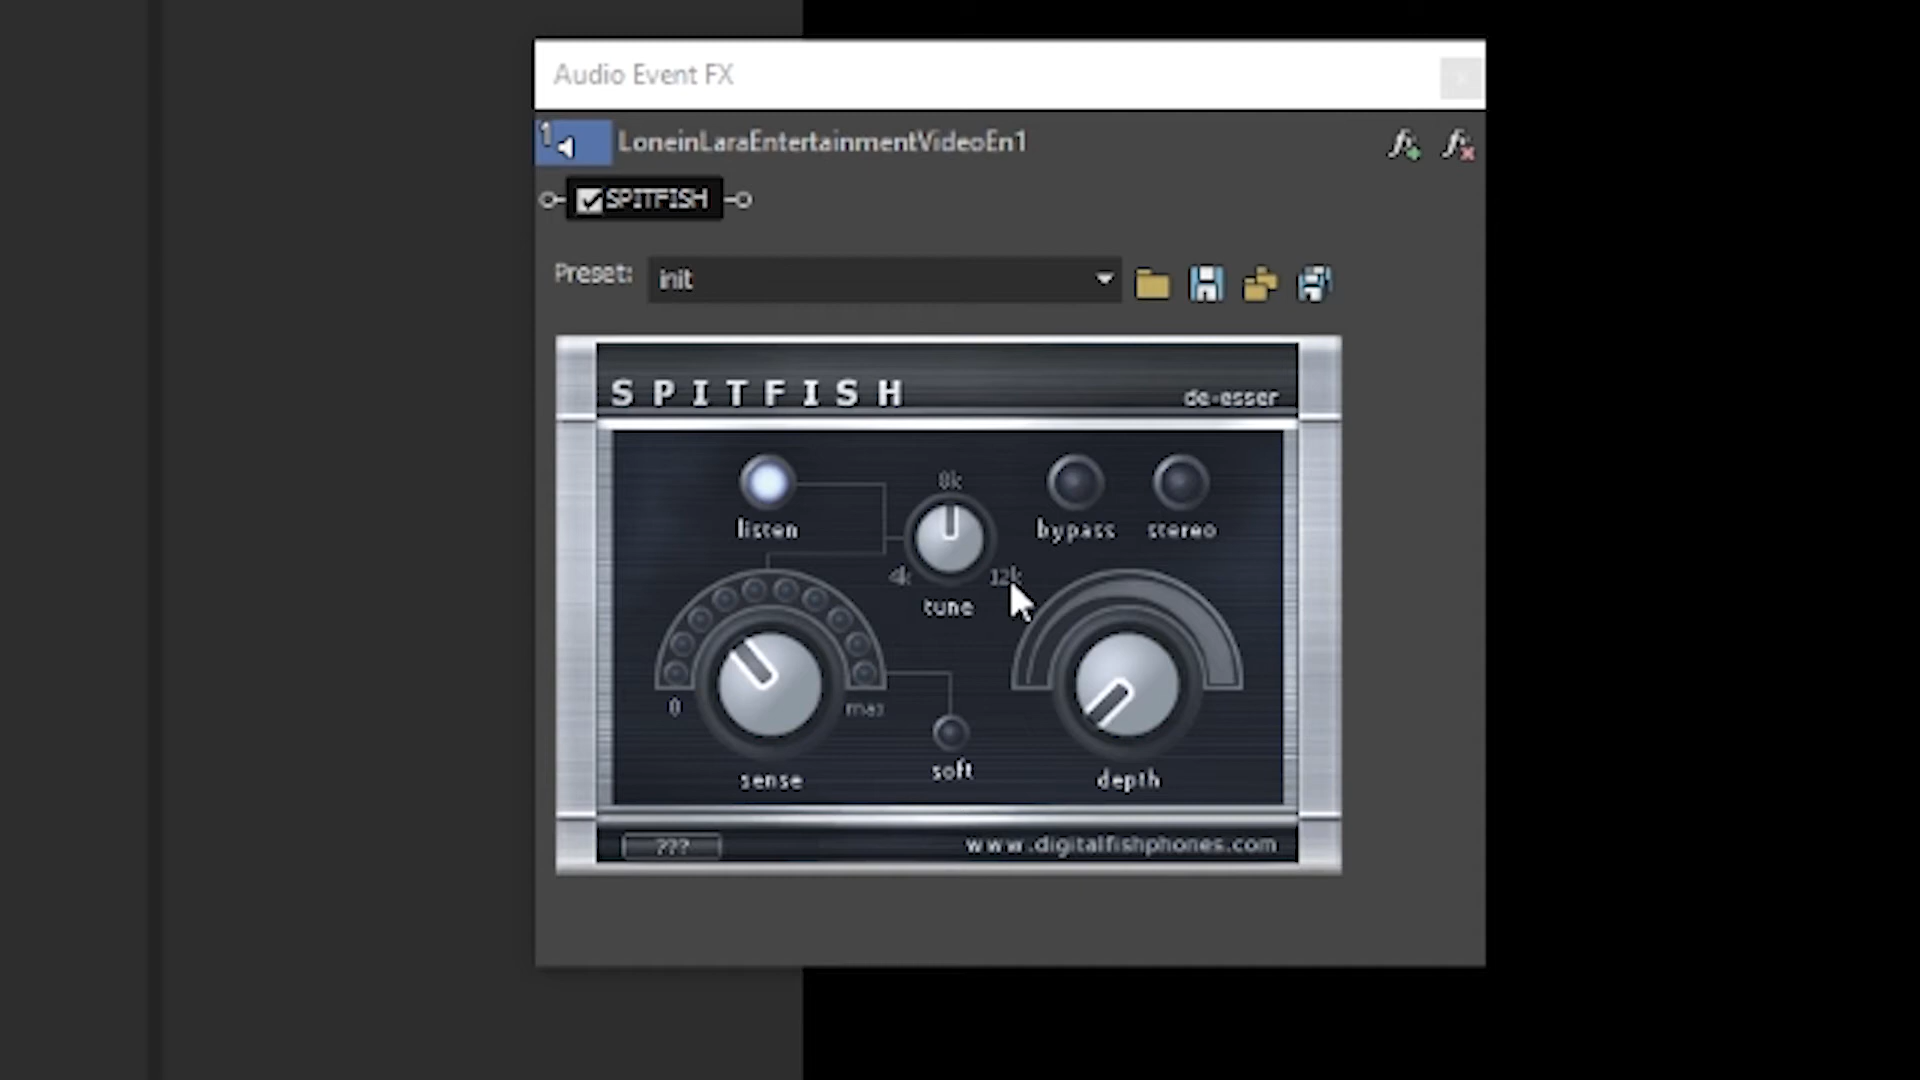 Audio Event FX
1
LoneinLaraEntertainmentVideoEn1
SPITFISH
Preset: init
SPITFISH
de-esser
listen
8k
4k
12k
tune
bypass
stereo
0
max
sense
soft
depth
???
www.digitalfishphones.com